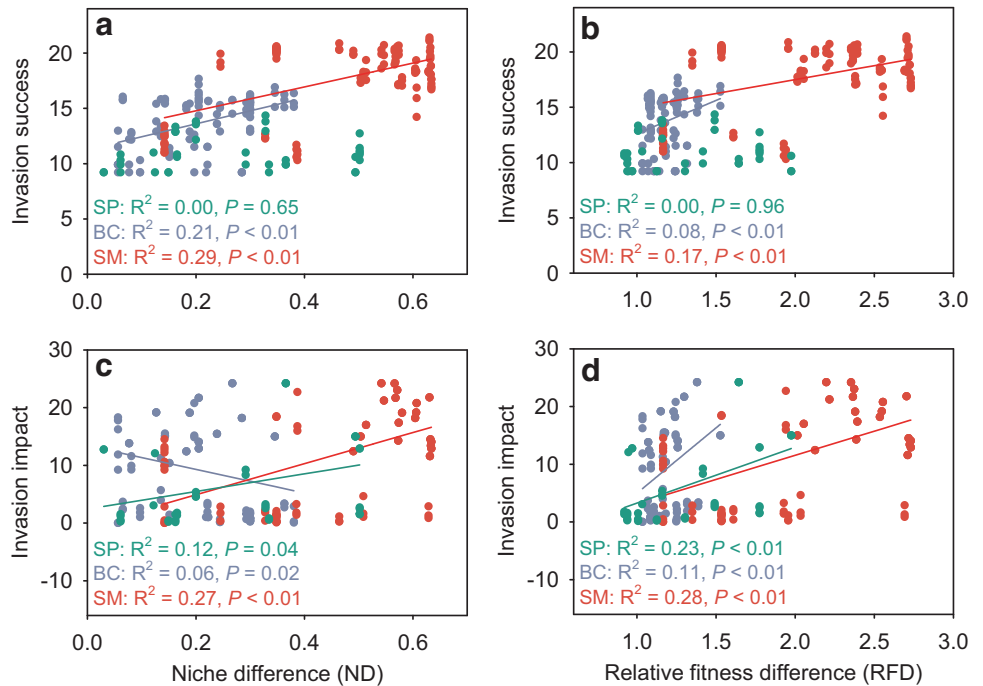 a
Invasion success
20
15
10
5
0
SP: R² = 0.00, P = 0.65
BC: R² = 0.21, P < 0.01
SM: R² = 0.29, P < 0.01
0.0 0.2 0.4 0.6
b
Invasion success
20
15
10
5
0
SP: R² = 0.00, P = 0.96
BC: R² = 0.08, P < 0.01
SM: R² = 0.17, P < 0.01
1.0 1.5 2.0 2.5 3.0
c
Invasion impact
30
20
10
0
-10
SP: R² = 0.12, P = 0.04
BC: R² = 0.06, P = 0.02
SM: R² = 0.27, P < 0.01
0.0 0.2 0.4 0.6
Niche difference (ND)
d
Invasion impact
30
20
10
0
-10
SP: R² = 0.23, P < 0.01
BC: R² = 0.11, P < 0.01
SM: R² = 0.28, P < 0.01
1.0 1.5 2.0 2.5 3.0
Relative fitness difference (RFD)